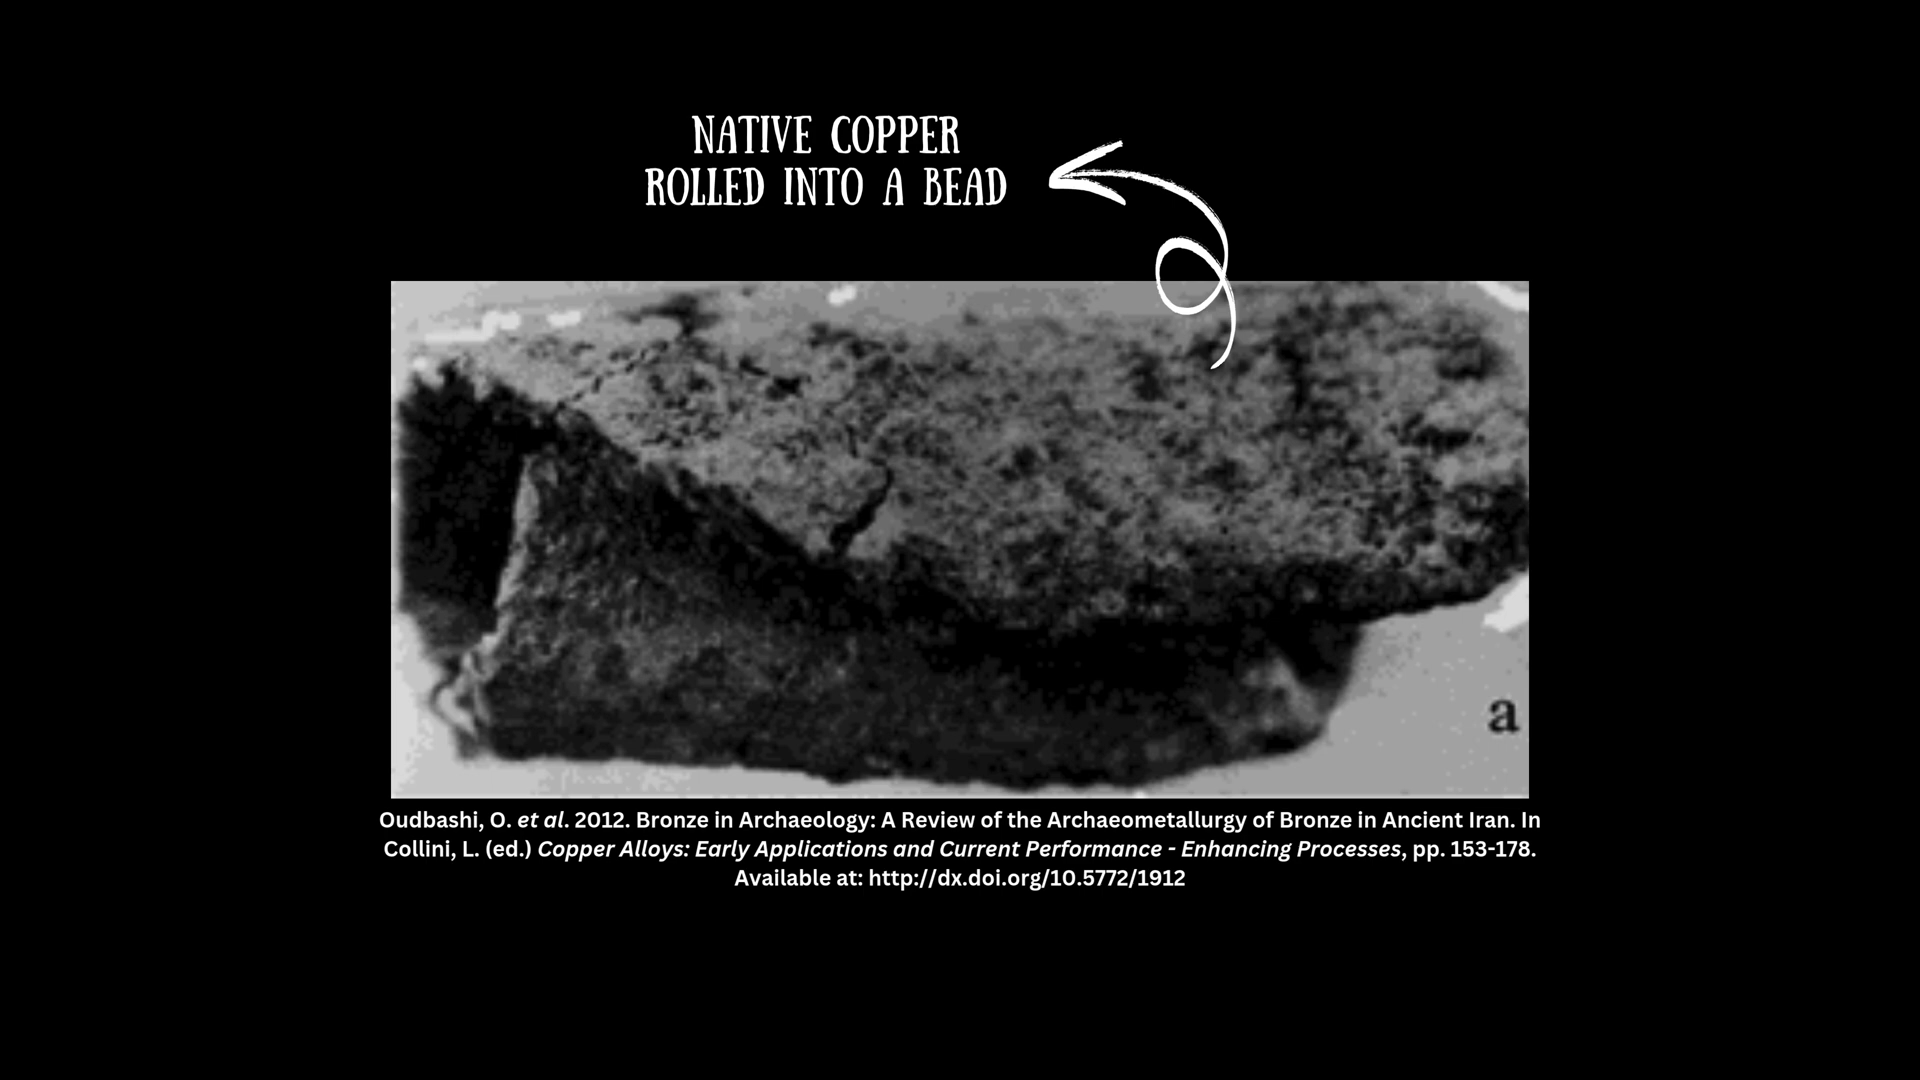 NATIVE COPPER
ROLLED INTO A BEAD
a
Oudbashi, O. et al. 2012. Bronze in Archaeology: A Review of the Archaeometallurgy of Bronze in Ancient Iran. In
Collini, L. (ed.) Copper Alloys: Early Applications and Current Performance - Enhancing Processes, pp. 153-178.
Available at: http://dx.doi.org/10.5772/1912